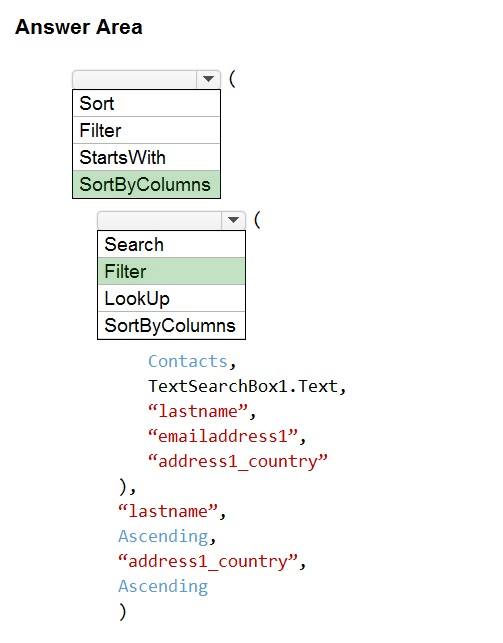 Answer Area
(
Sort
Filter
StartsWith
SortByColumns
(
Search
Filter
LookUp
SortByColumns
Contacts,
TextSearchBox1.Text,
“lastname”,
“emailaddress1”,
“address1_country”
),
“lastname”,
Ascending,
“address1_country”,
Ascending
)